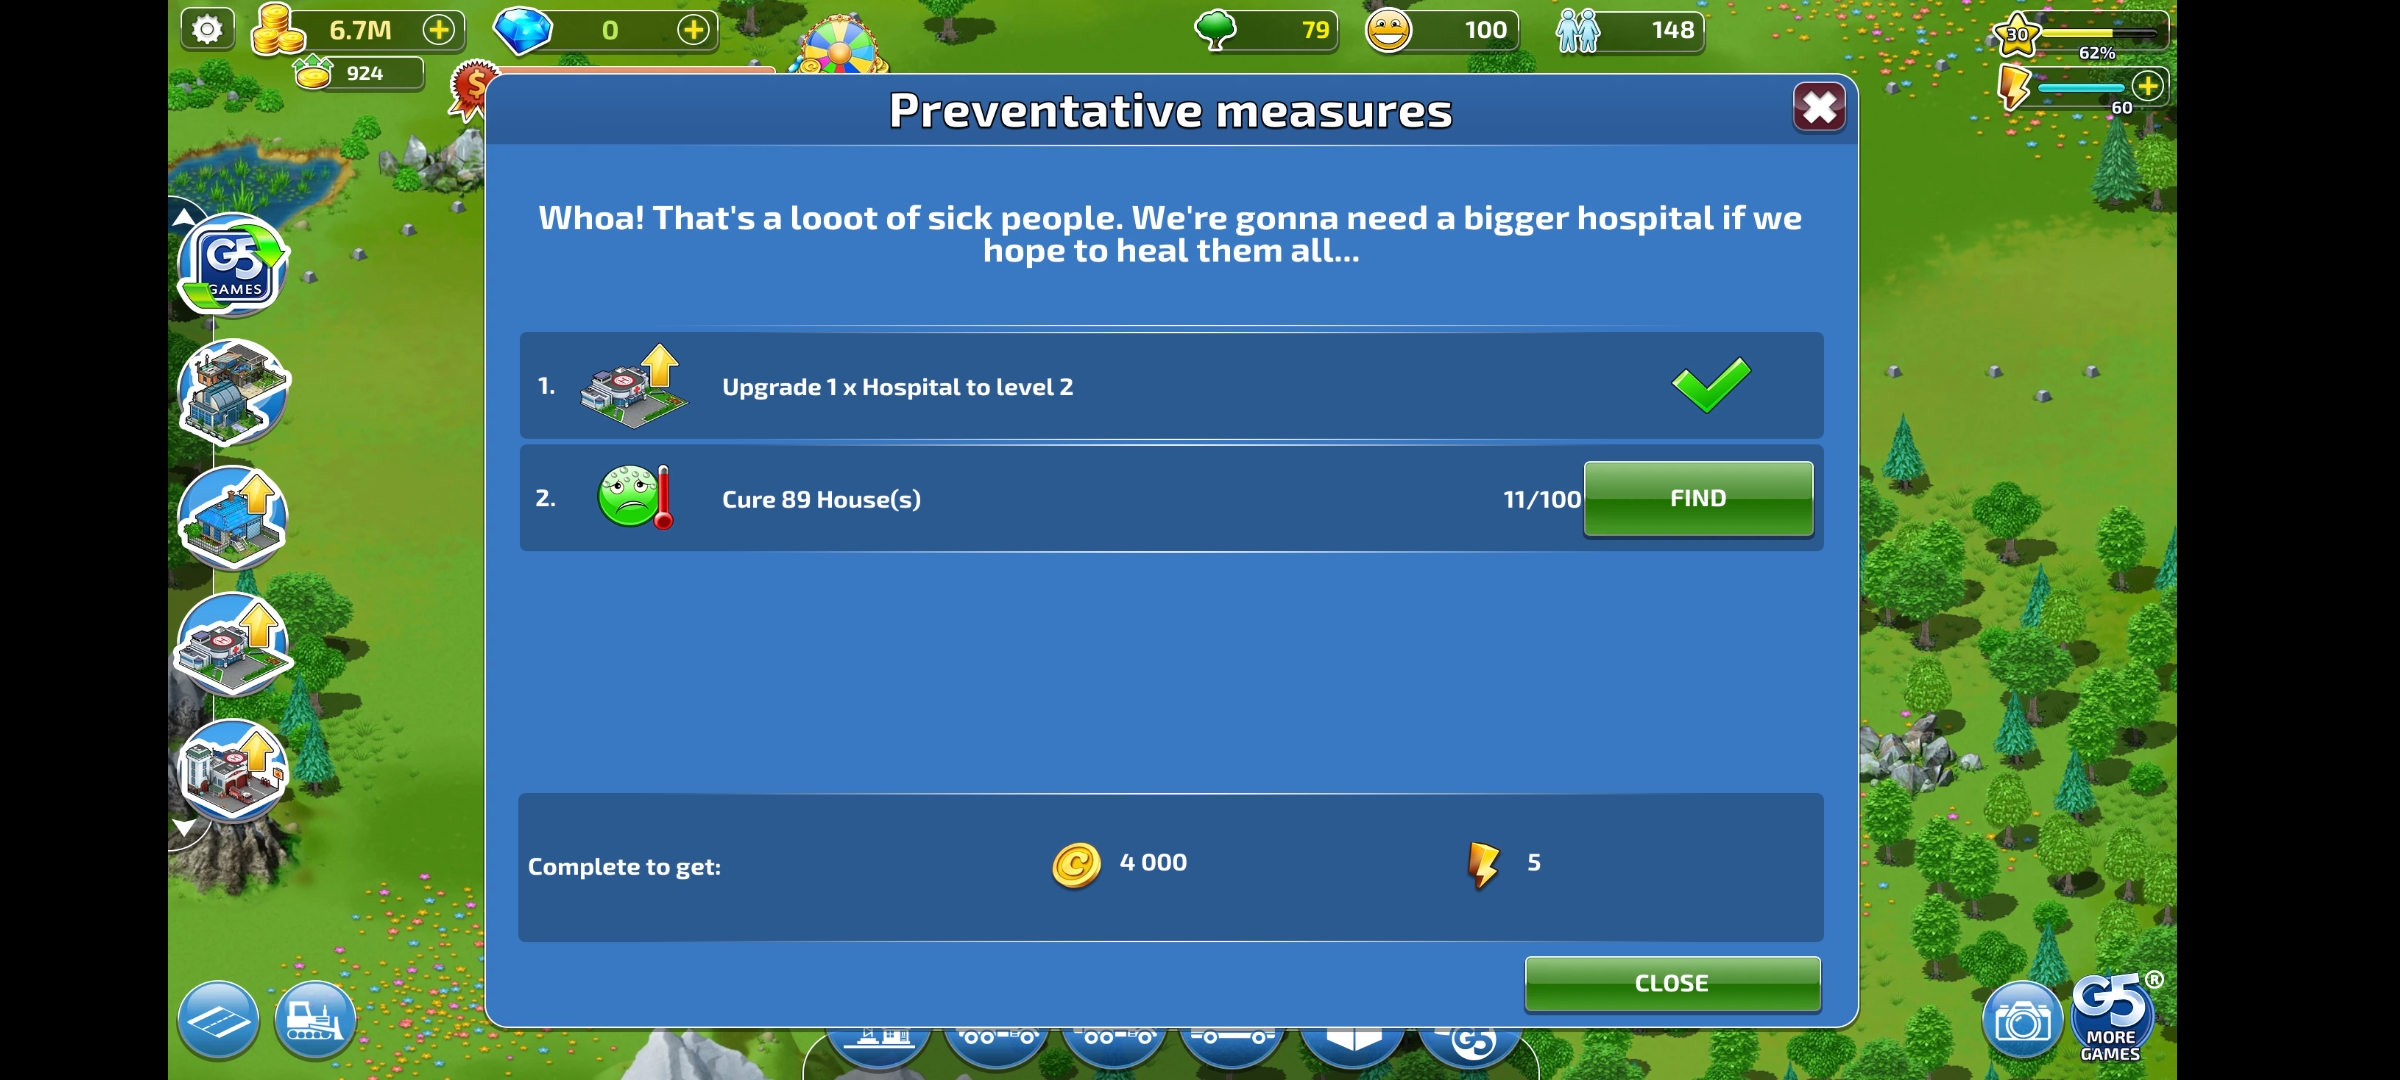 6.7M
0
79
100
148
30
62%
924
60
Preventative measures
Whoa! That's a looot of sick people. We're gonna need a bigger hospital if we
hope to heal them all...
G5
GAMES
1.
Upgrade 1 x Hospital to level 2
2.
Cure 89 House(s)
11/100
FIND
Complete to get:
4 000
5
CLOSE
G5
G5®
MORE
GAMES